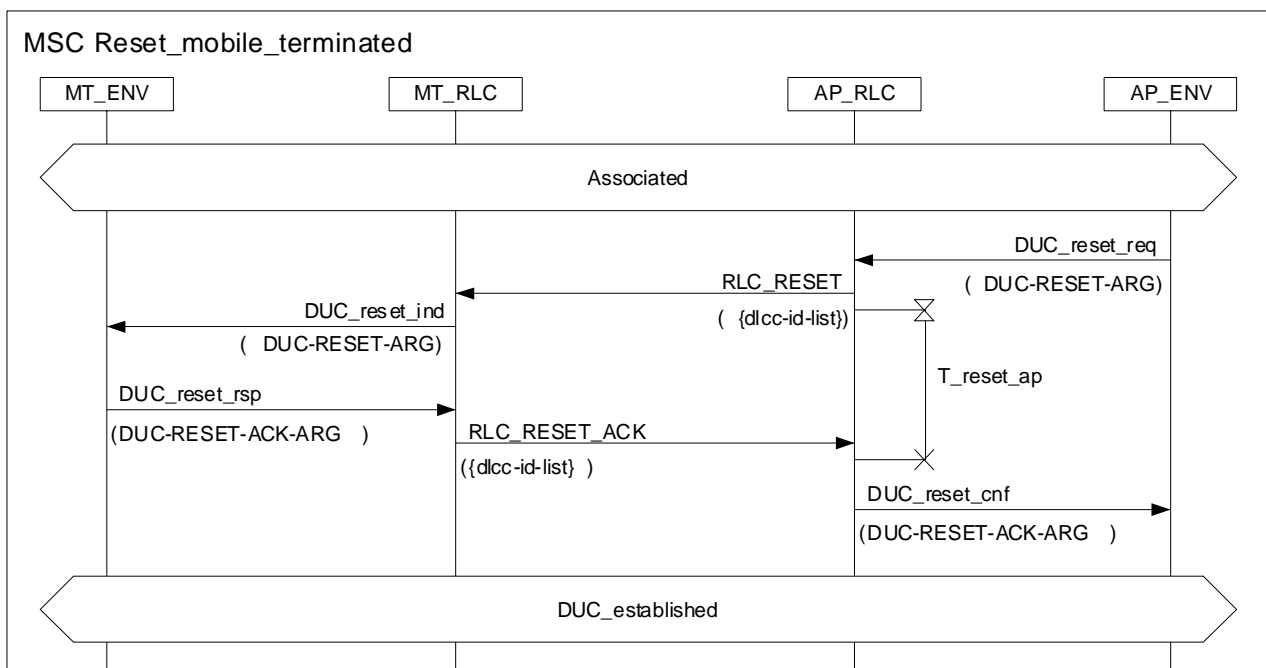 MSC Reset_mobile_terminated
MT_ENV
MT_RLC
AP_RLC
AP_ENV
Associated
DUC_reset_req
( DUC-RESET-ARG)
RLC_RESET
( {dlcc-id-list})
DUC_reset_ind
( DUC-RESET-ARG)
T_reset_ap
DUC_reset_rsp
(DUC-RESET-ACK-ARG )
RLC_RESET_ACK
({dlcc-id-list} )
DUC_reset_cnf
(DUC-RESET-ACK-ARG )
DUC_established